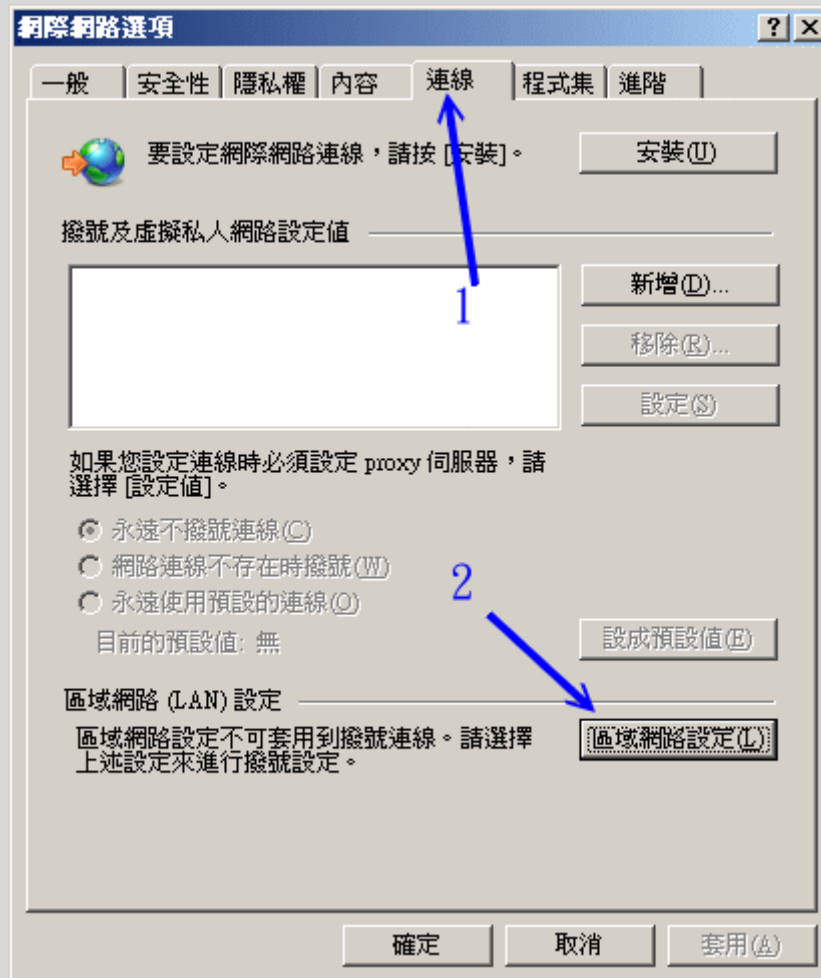 網際網路選項
一般 安全性 隱私權 內容 連線 程式集 進階
要設定網際網路連線，請按 [安裝]。 安裝(U)
撥號及虛擬私人網路設定值
新增(D)...
1
移除(R)...
設定(S)
如果您設定連線時必須設定 proxy 伺服器，請
選擇 [設定值]。
永遠不撥號連線(C)
網路連線不存在時撥號(W)
2
永遠使用預設的連線(O)
目前的預設值: 無 設成預設值(E)
區域網路 (LAN) 設定
區域網路設定不可套用到撥號連線。請選擇
上述設定來進行撥號設定。
區域網路設定(L)
確定 取消 套用(A)